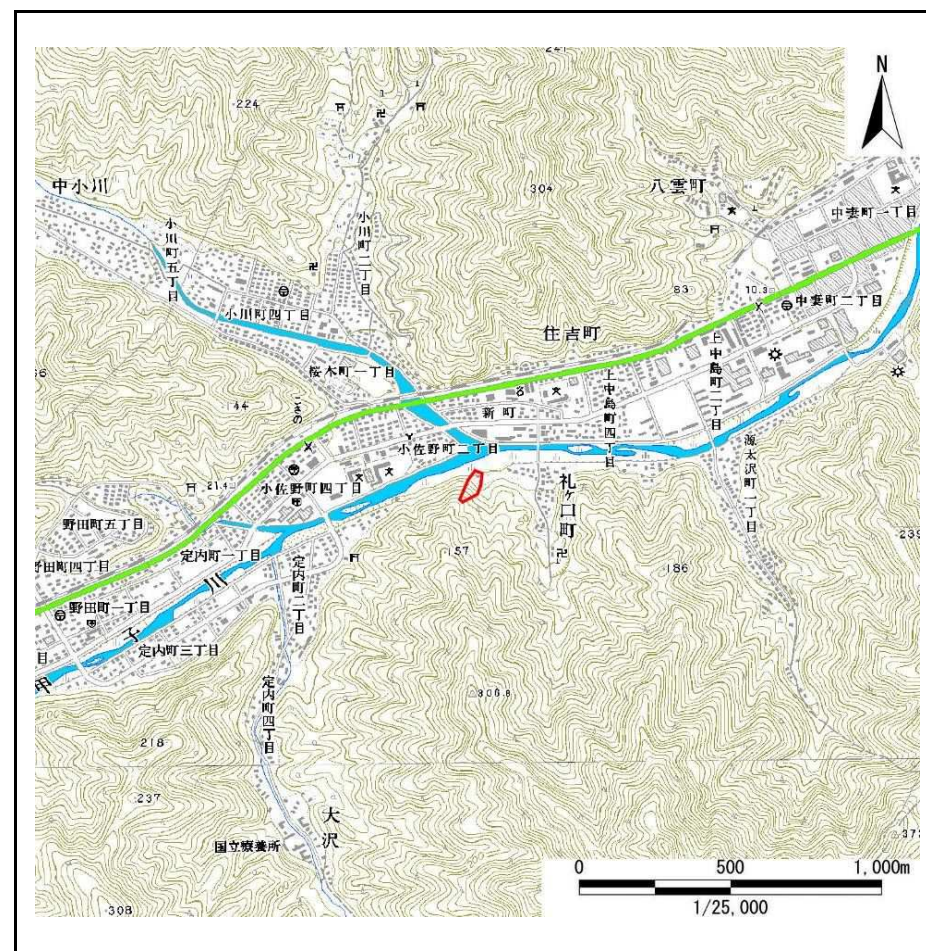 241
N
224
中小川
304
八雲町
中妻町一丁目
小川町五丁目
小川町二丁目
83
10.3
中妻町二丁目
小川町四丁目
住吉町
桜木町一丁目
上中島町四丁目
上中島町二丁目
44
こさの
新町
小佐野町二丁目
源太沢町一丁目
21.4
小佐野町四丁目
礼ヶ口町
野田町五丁目
239
157
186
野田町四丁目
定内町一丁目
定内町二丁目
野田町一丁目
甲子川
定内町三丁目
306.8
定内町四丁目
218
237
大沢
国立療養所
308
0 500 1,000m
1/25,000